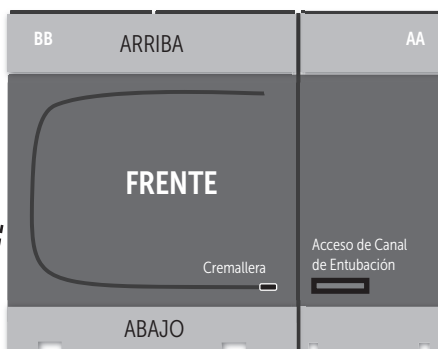 BB
ARRIBA
AA
FRENTE
Cremallera
Acceso de Canal
de Entubación
ABAJO